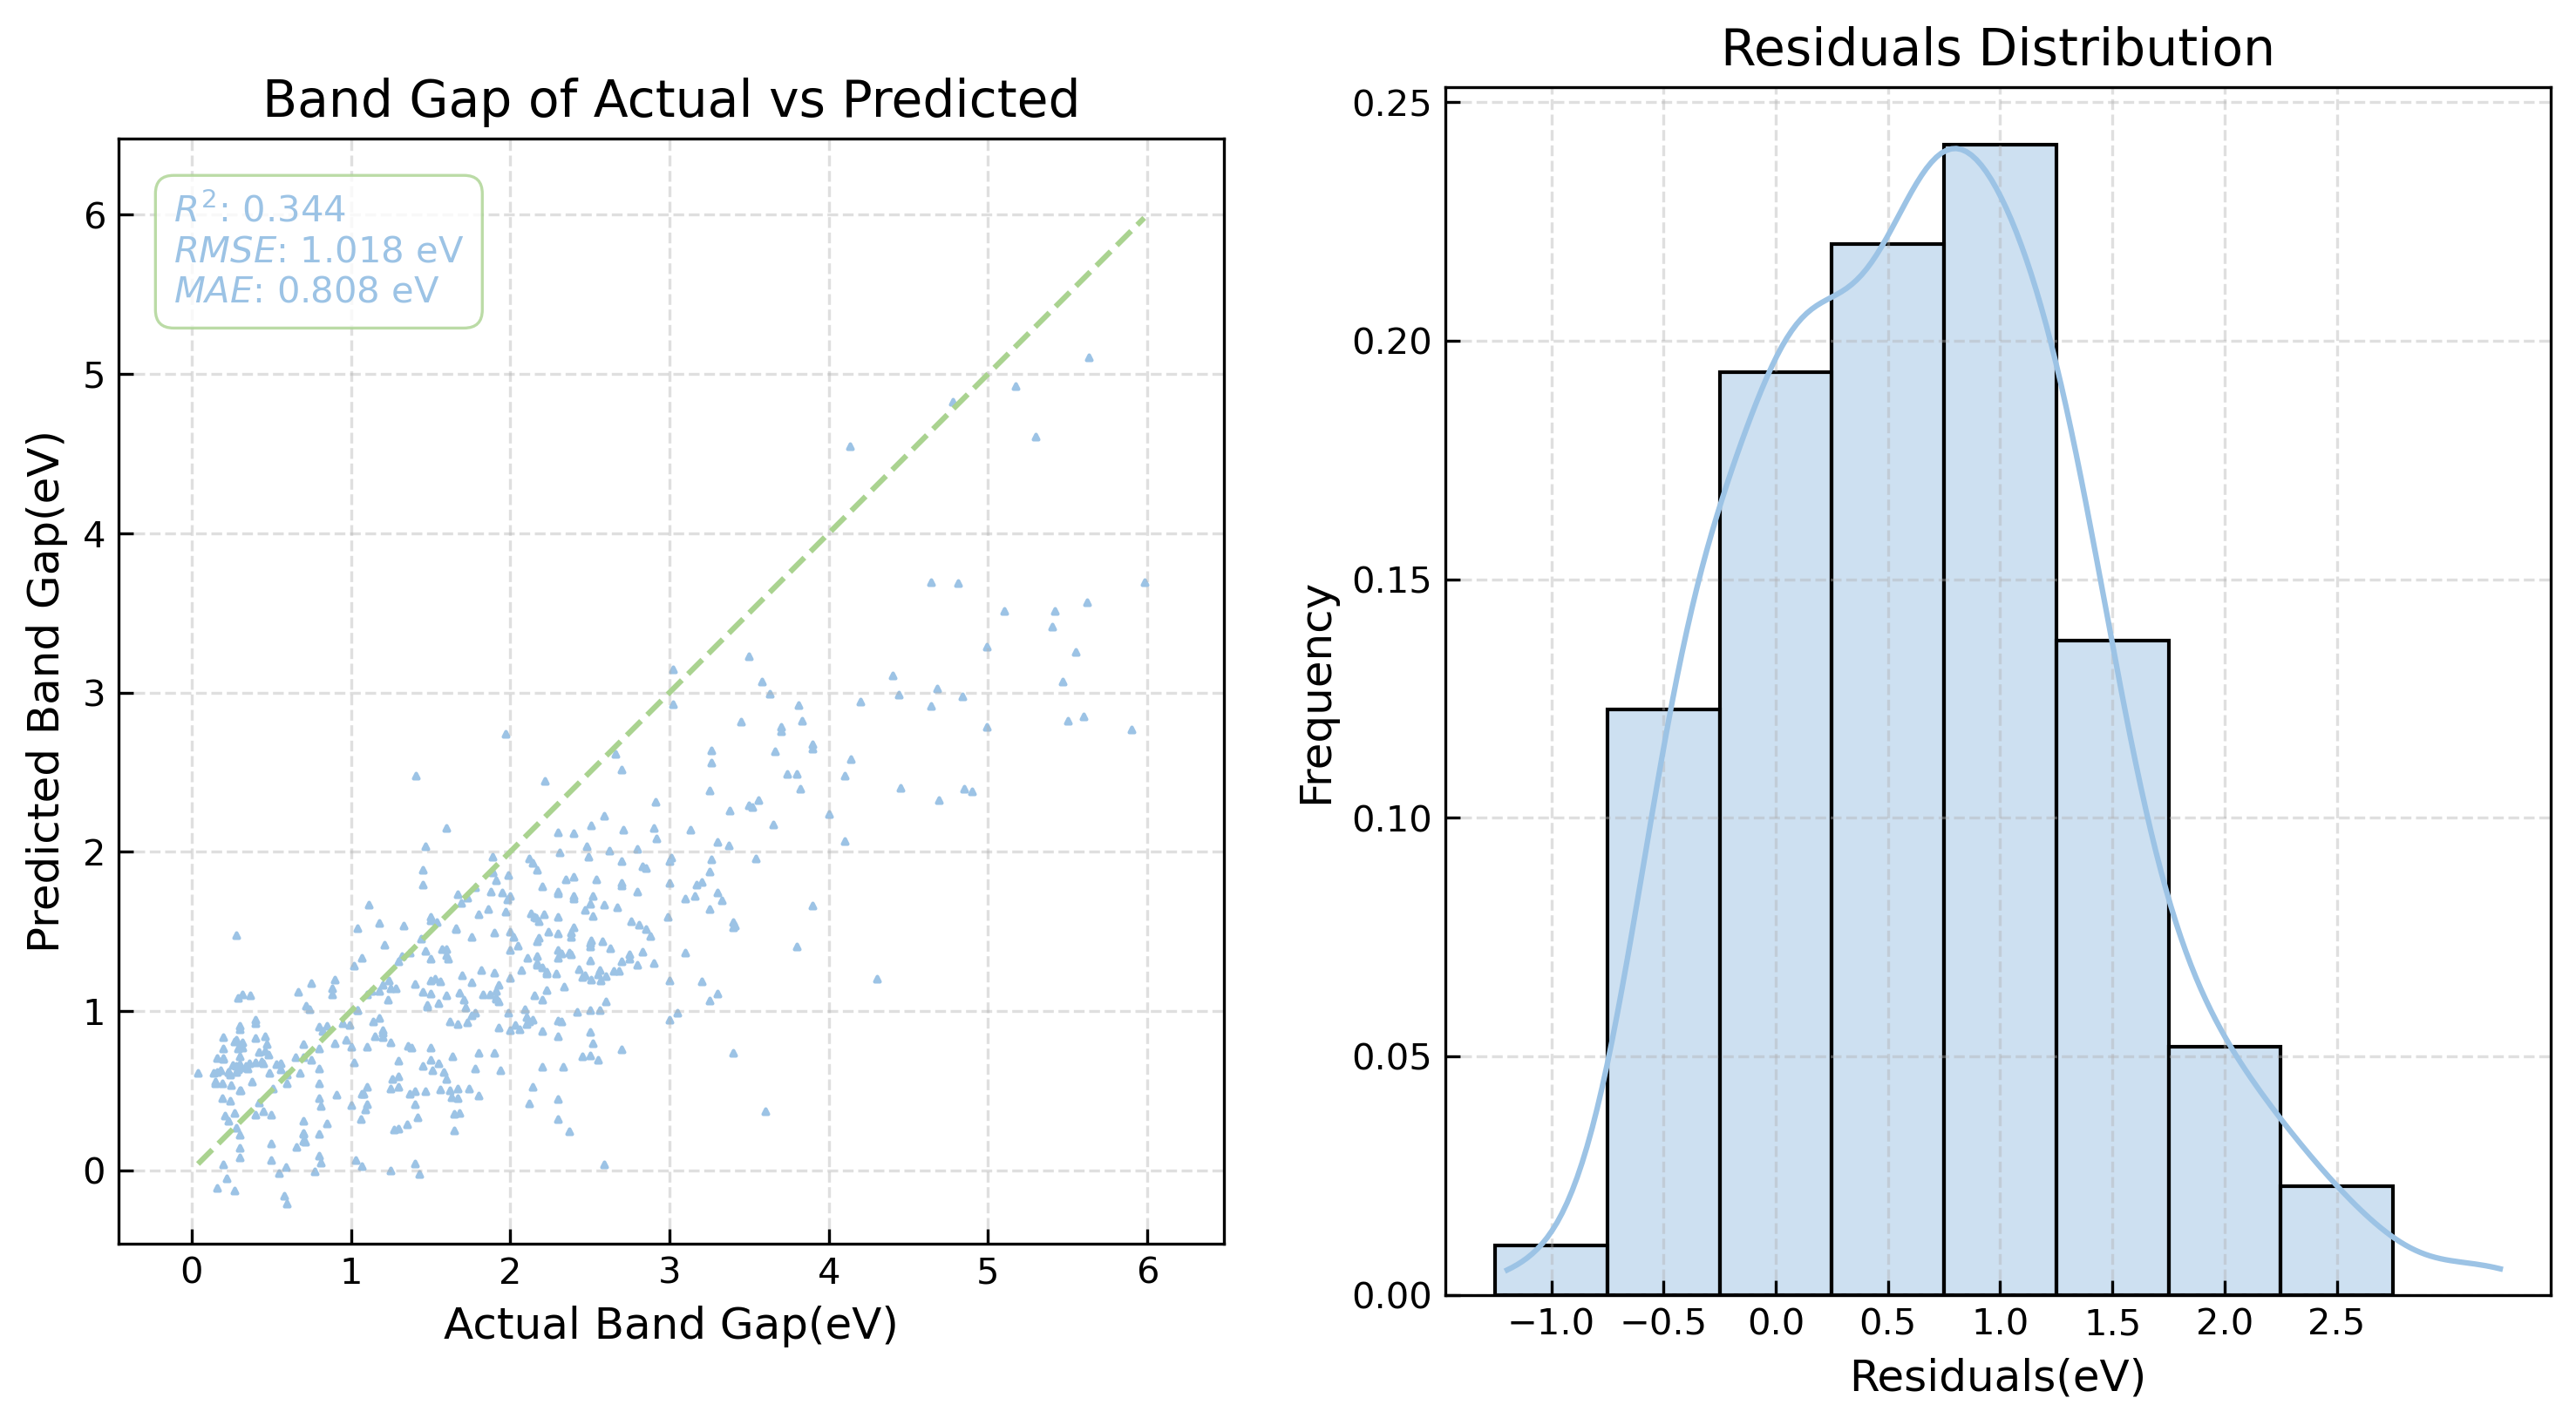 Band Gap of Actual vs Predicted
R²: 0.344
RMSE: 1.018 eV
MAE: 0.808 eV
Predicted Band Gap(eV)
6
5
4
3
2
1
0
0 1 2 3 4 5 6
Actual Band Gap(eV)
Residuals Distribution
Frequency
0.25
0.20
0.15
0.10
0.05
0.00
−1.0 −0.5 0.0 0.5 1.0 1.5 2.0 2.5
Residuals(eV)